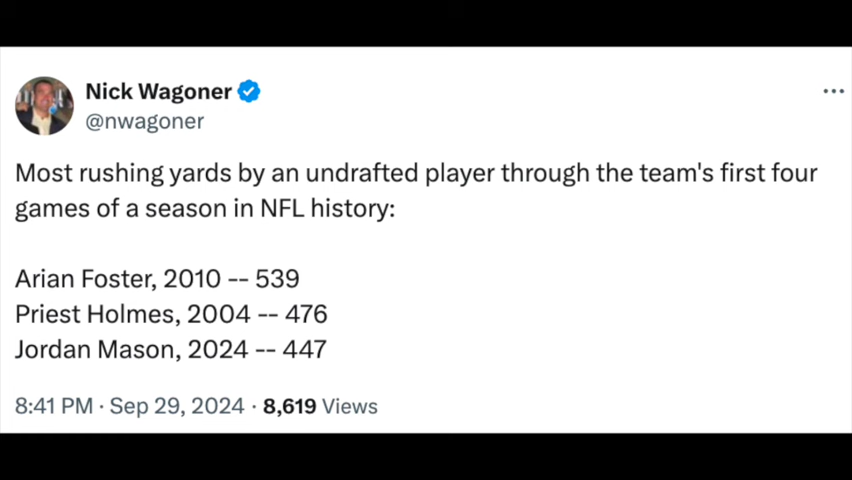 Nick Wagoner
@nwagoner
Most rushing yards by an undrafted player through the team's first four
games of a season in NFL history:
Arian Foster, 2010 -- 539
Priest Holmes, 2004 -- 476
Jordan Mason, 2024 -- 447
8:41 PM · Sep 29, 2024 · 8,619 Views